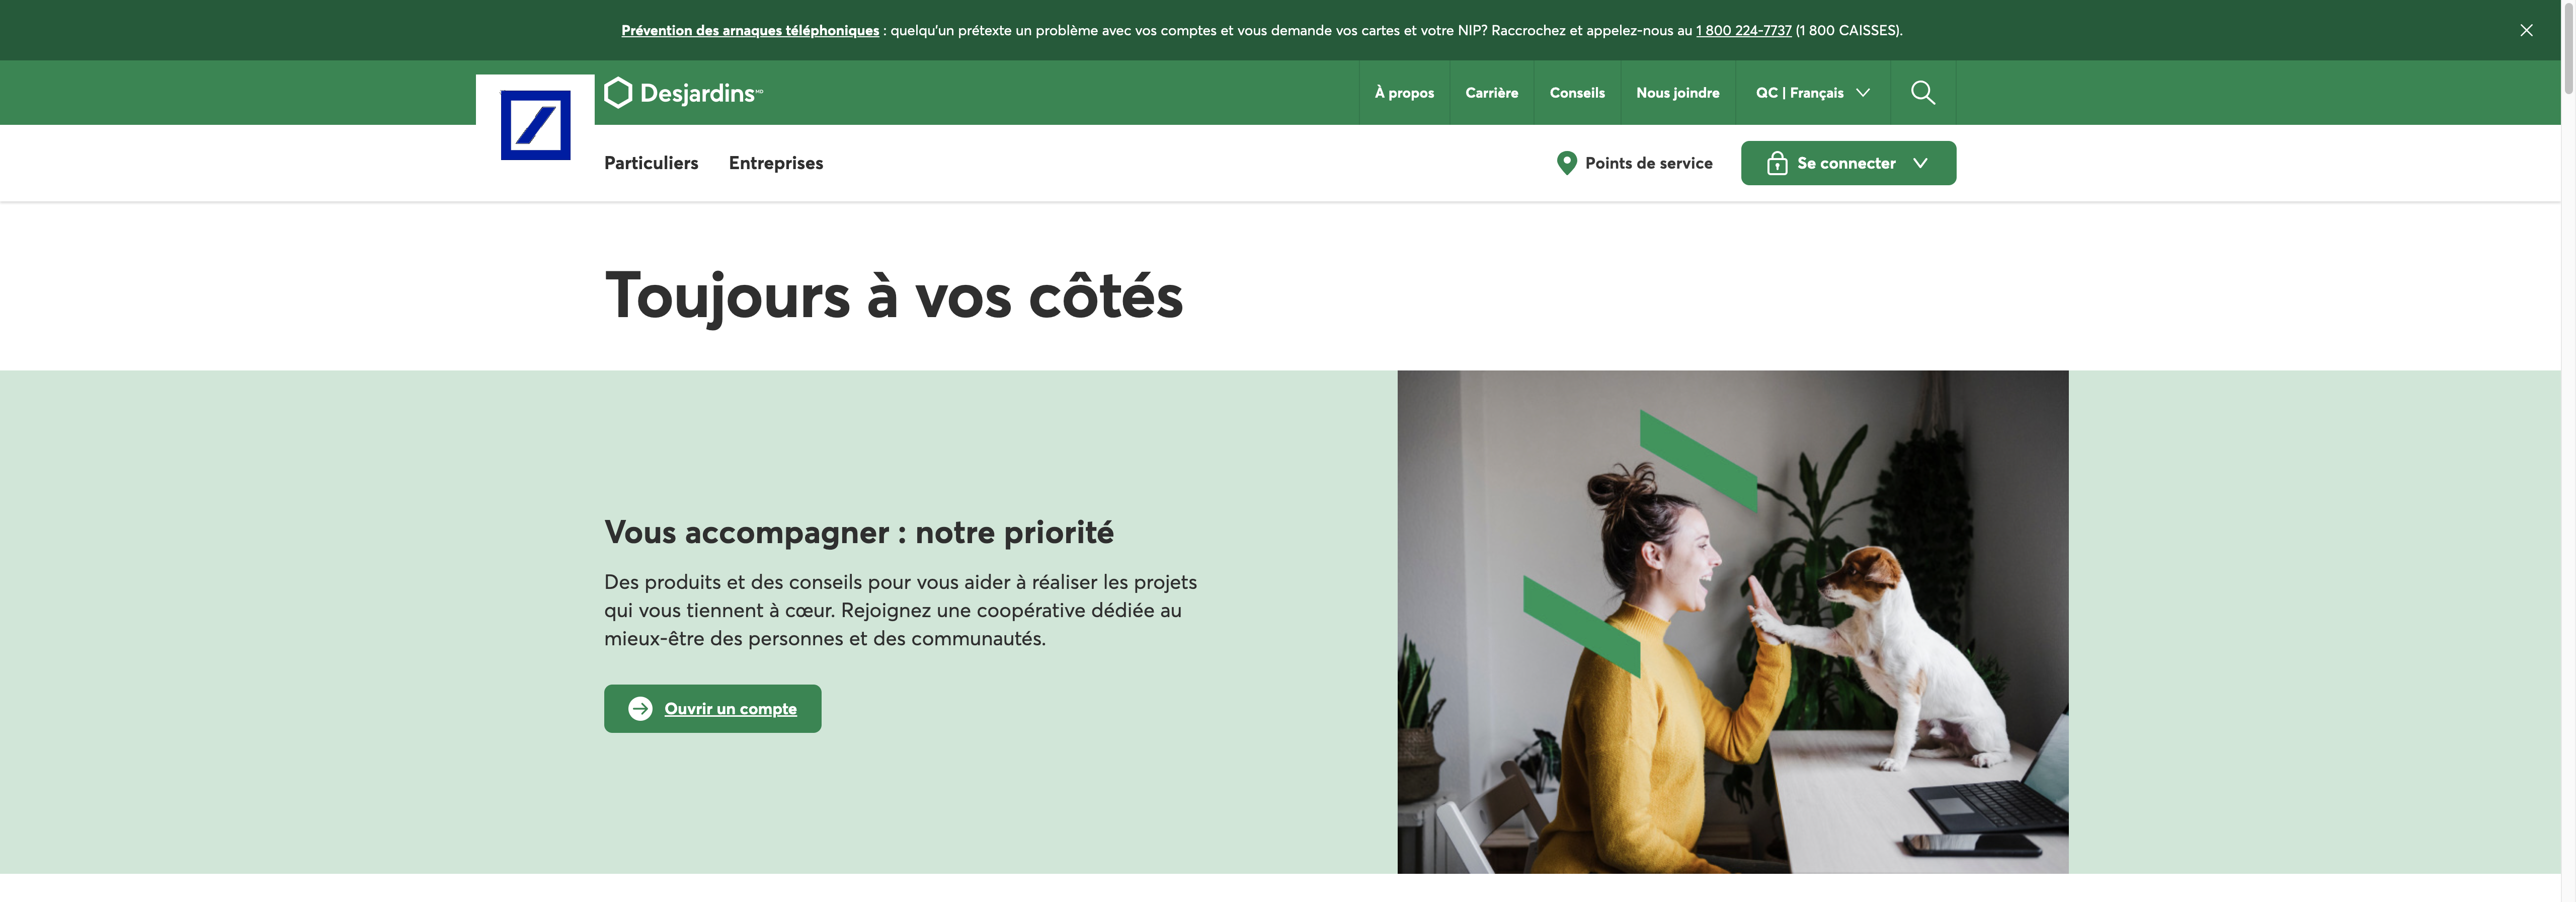 Prévention des arnaques téléphoniques : quelqu'un prétexte un problème avec vos comptes et vous demande vos cartes et votre NIP? Raccrochez et appelez-nous au 1 800 224-7737 (1 800 CAISSES).
Desjardins MD
À propos
Carrière
Conseils
Nous joindre
QC | Français
Particuliers
Entreprises
Points de service
Se connecter
Toujours à vos côtés
Vous accompagner : notre priorité
Des produits et des conseils pour vous aider à réaliser les projets
qui vous tiennent à cœur. Rejoignez une coopérative dédiée au
mieux-être des personnes et des communautés.
Ouvrir un compte